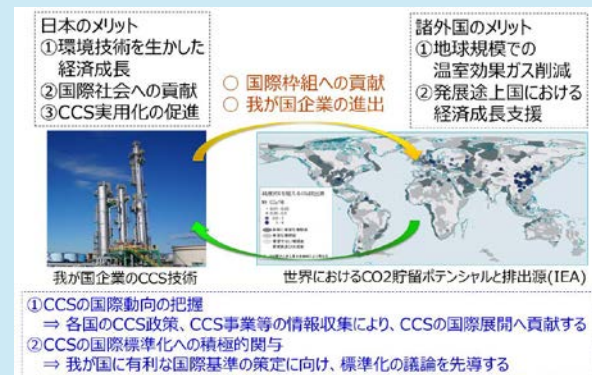 日本のメリット
①環境技術を生かした
経済成長
②国際社会への貢献
③CCS実用化の促進
○ 国際枠組への貢献
○ 我が国企業の進出
諸外国のメリット
①地球規模での
温室効果ガス削減
②発展途上国における
経済成長支援
我が国企業のCCS技術
世界におけるCO2貯留ポテンシャルと排出源(IEA)
①CCSの国際動向の把握
⇒ 各国のCCS政策、CCS事業等の情報収集により、CCSの国際展開へ貢献する
②CCSの国際標準化への積極的関与
⇒ 我が国に有利な国際基準の策定に向け、標準化の議論を先導する